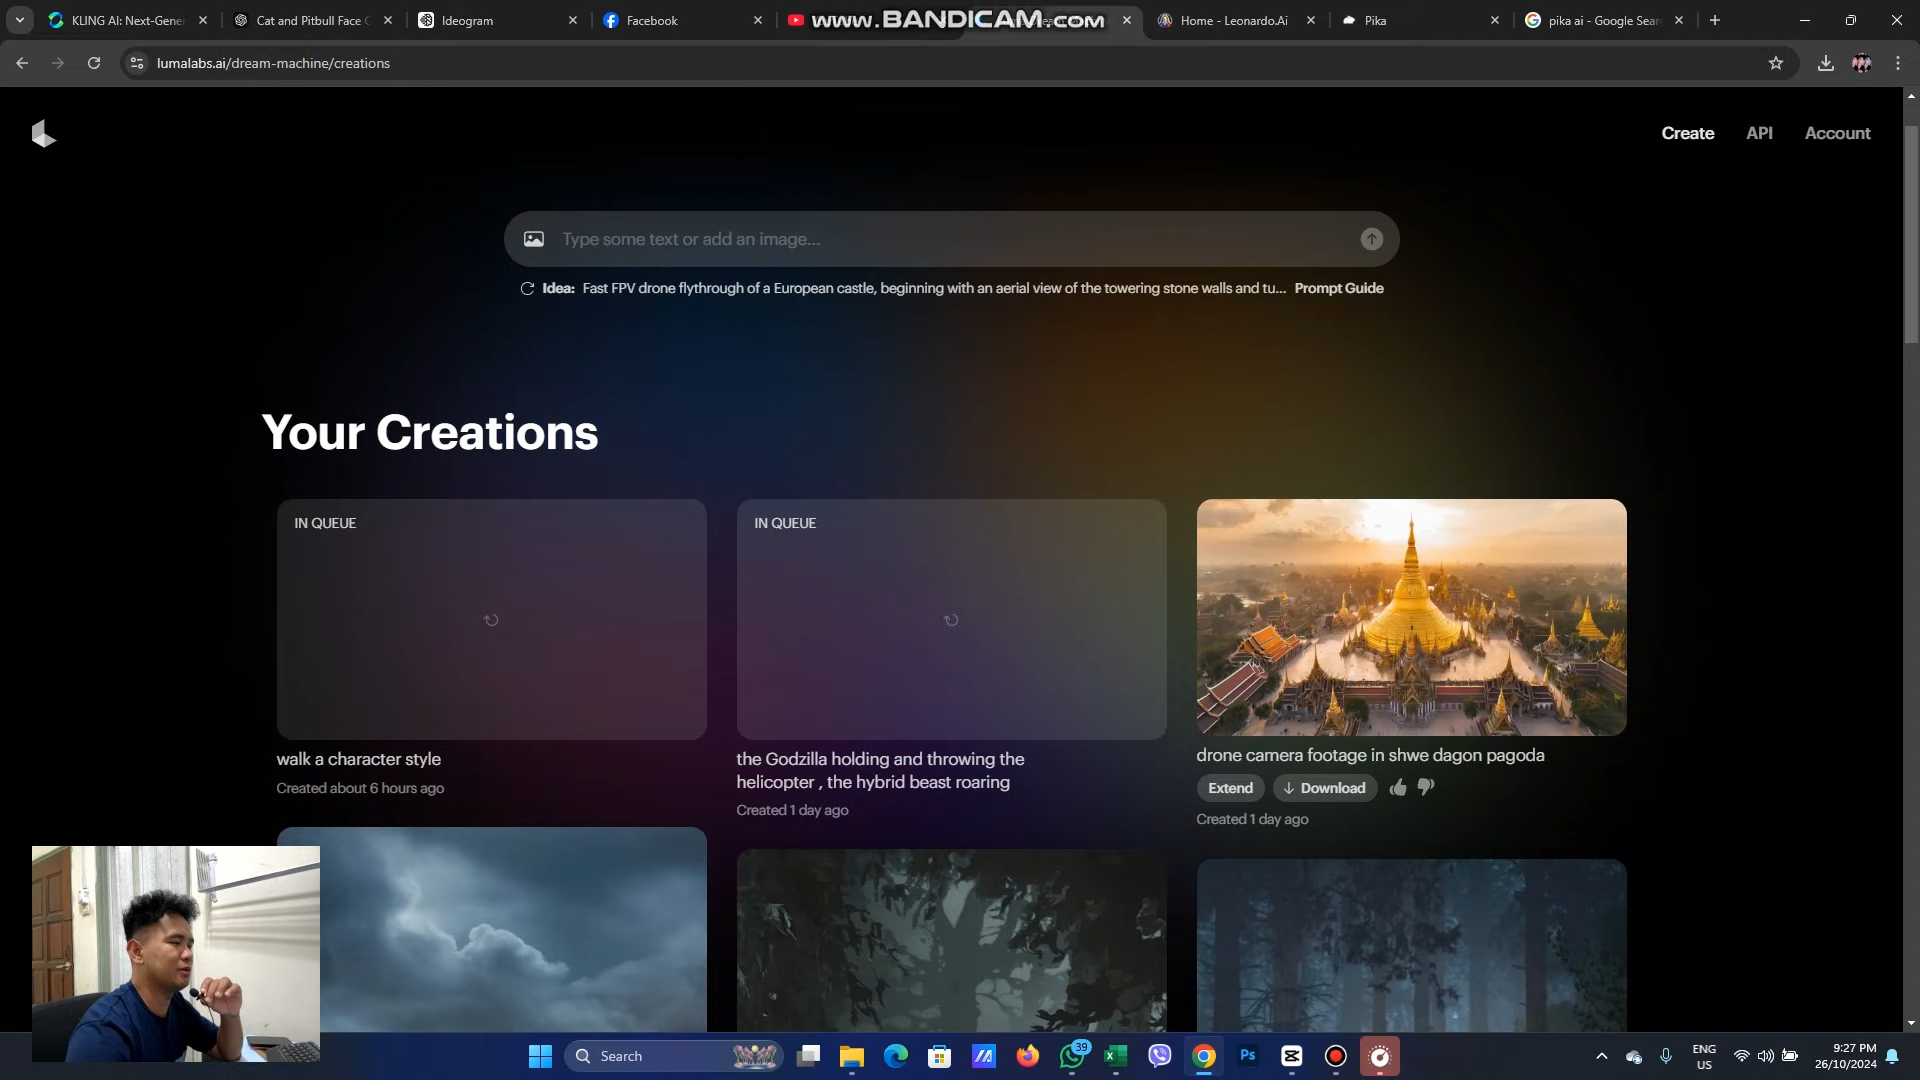 KLING AI: Next-Gener
Cat and Pitbull Face
Ideogram
Facebook
www.BANDICAM.com
Home - Leonardo.Ai
Pika
pika ai - Google Sear
lumalabs.ai/dream-machine/creations
Create
API
Account
Type some text or add an image...
Idea: Fast FPV drone flythrough of a European castle, beginning with an aerial view of the towering stone walls and tu...
Prompt Guide
Your Creations
IN QUEUE
walk a character style
Created about 6 hours ago
IN QUEUE
the Godzilla holding and throwing the
helicopter , the hybrid beast roaring
Created 1 day ago
drone camera footage in shwe dagon pagoda
Extend
Download
Created 1 day ago
Search
39
Ps
ENG
US
9:27 PM
26/10/2024